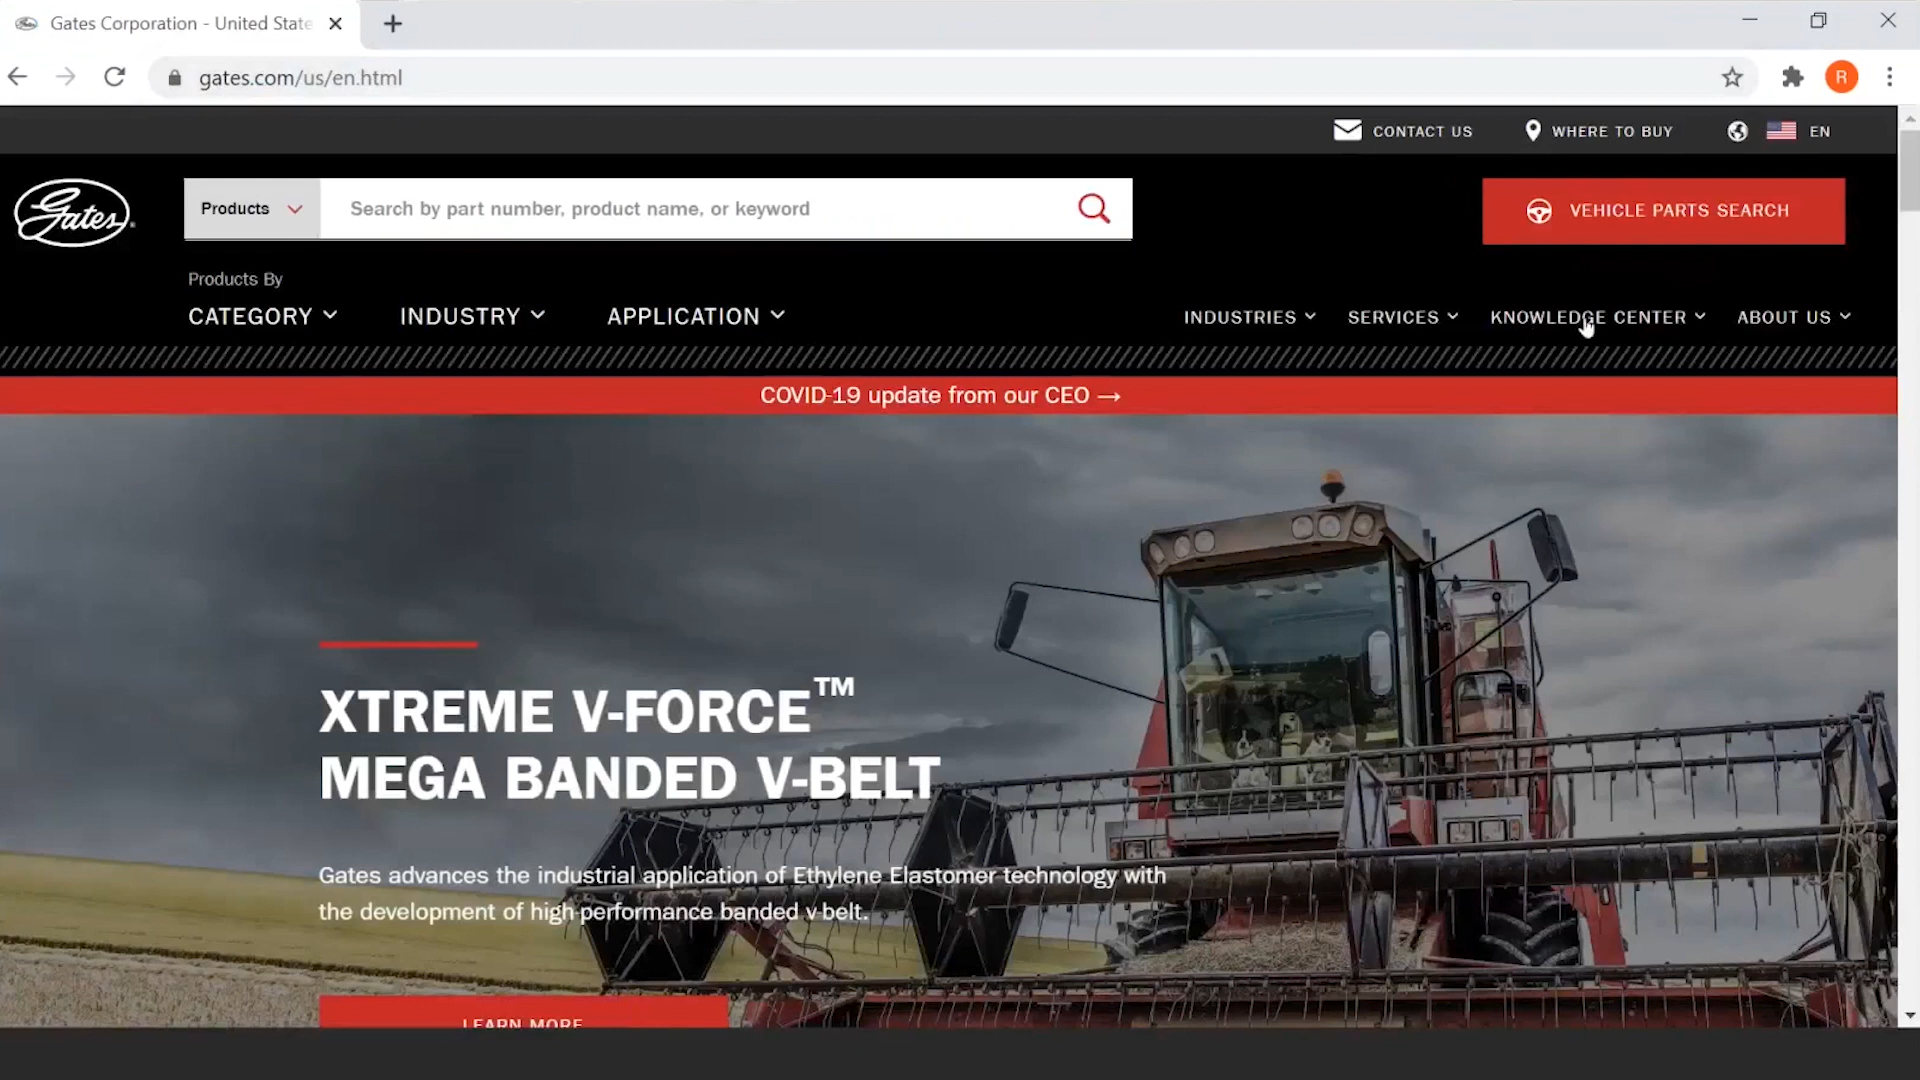 Gates Corporation - United State
gates.com/us/en.html
R
CONTACT US
WHERE TO BUY
EN
Gates
Products
Search by part number, product name, or keyword
VEHICLE PARTS SEARCH
Products By
CATEGORY
INDUSTRY
APPLICATION
INDUSTRIES
SERVICES
KNOWLEDGE CENTER
ABOUT US
COVID-19 update from our CEO →
XTREME V-FORCE™
MEGA BANDED V-BELT
Gates advances the industrial application of Ethylene Elastomer technology with
the development of high-performance banded v-belt.
LEARN MORE